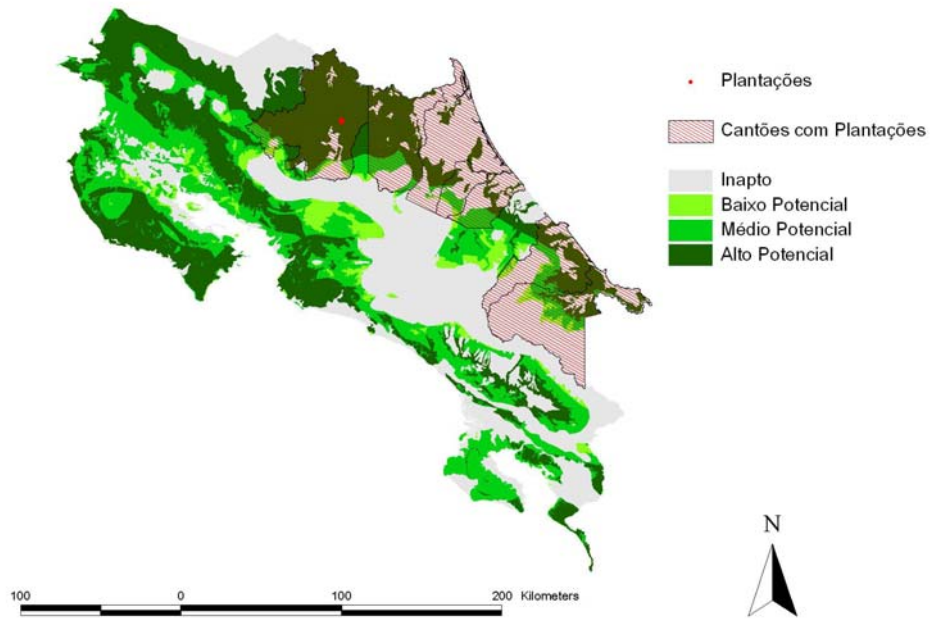 Plantações
Cantões com Plantações
Inapto
Baixo Potencial
Médio Potencial
Alto Potencial
N
100 0 100 200 Kilometers